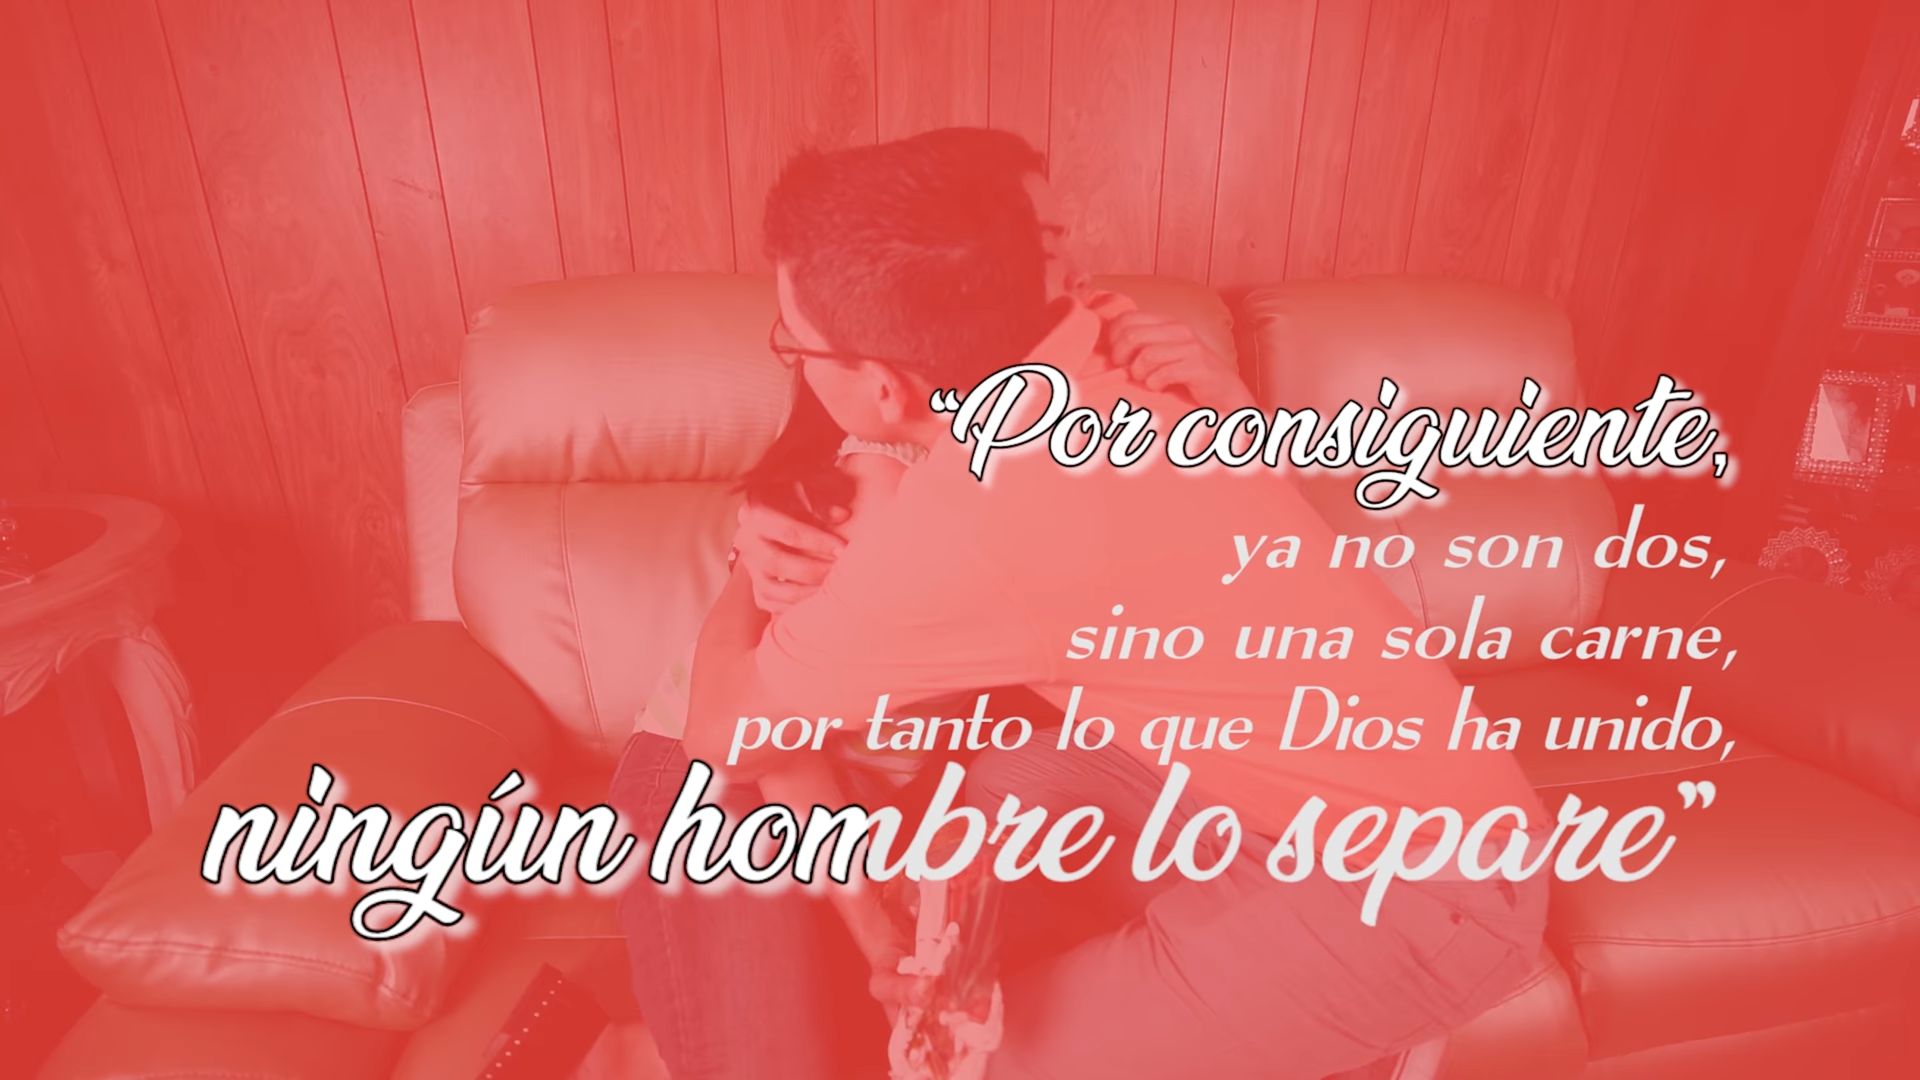 “Por consiguiente,
ya no son dos,
sino una sola carne,
por tanto lo que Dios ha unido,
ningún hombre lo separe”